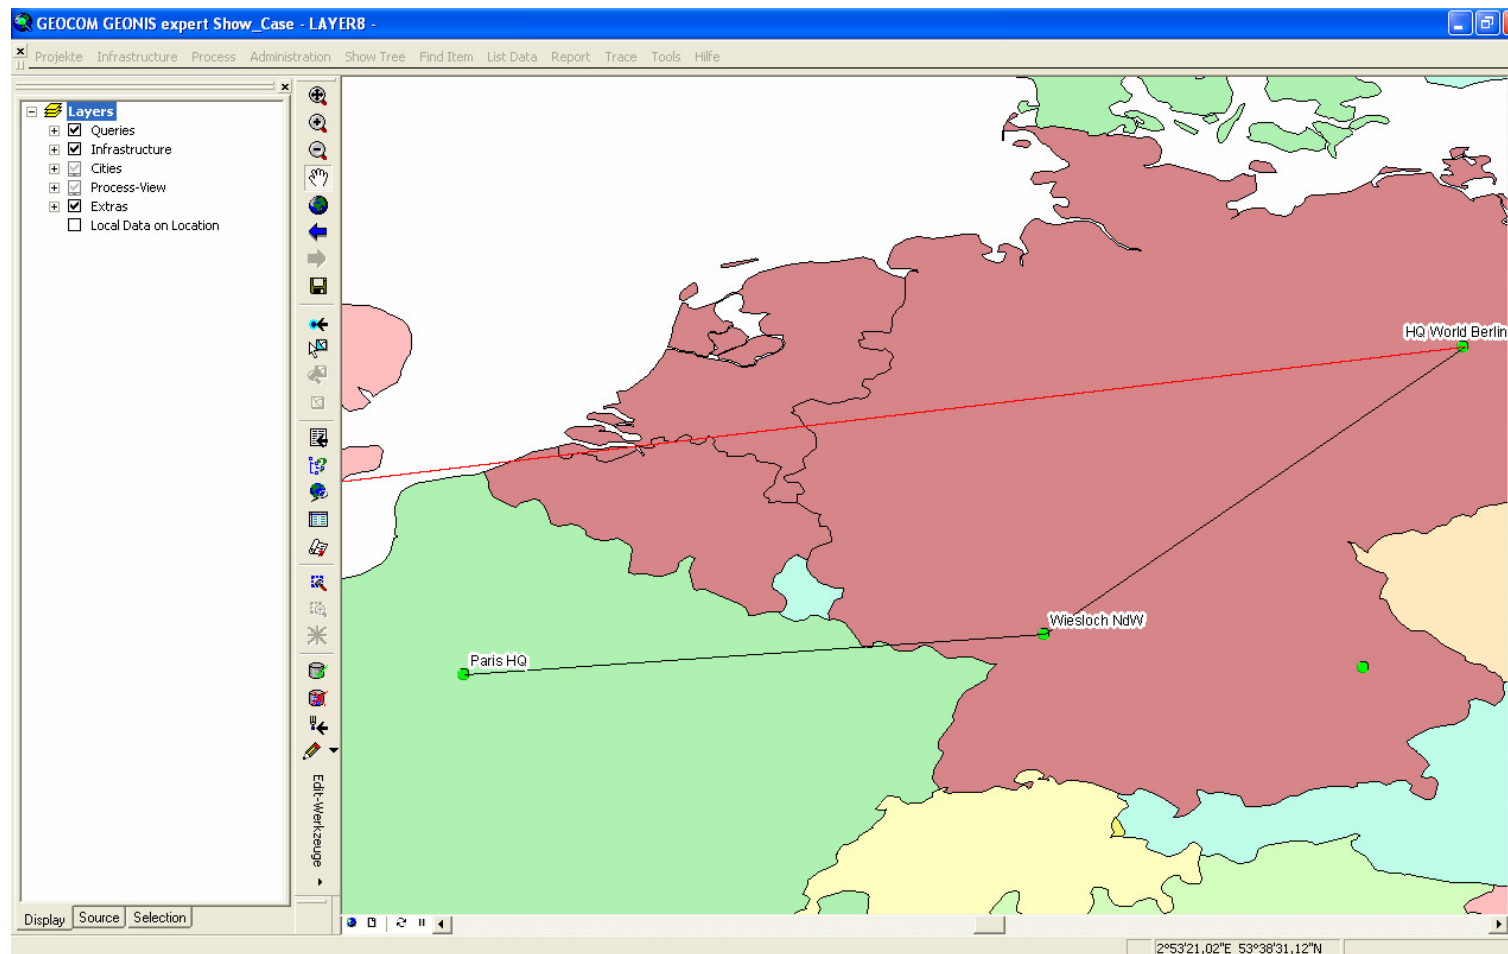 GEOCOM GEONIS expert Show_Case - LAYER8 -
Projekte Infrastructure Process Administration Show Tree Find Item List Data Report Trace Tools Hilfe
Layers
Queries
Infrastructure
Cities
Process-View
Extras
Local Data on Location
HQ World Berlin
Wiesloch NdW
Paris HQ
Edit-Werkzeuge
Display Source Selection
2°53'21,02"E 53°38'31,12"N